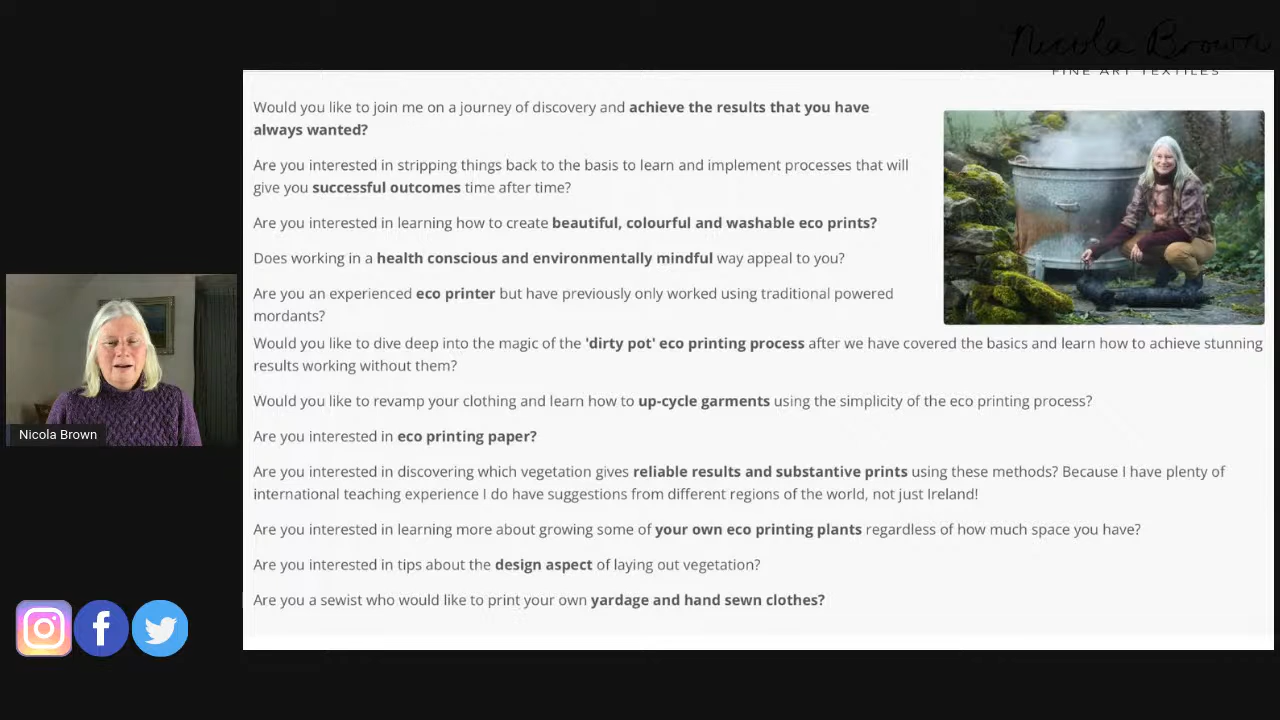 Nicola Brown
FINE ART TEXTILES
Would you like to join me on a journey of discovery and achieve the results that you have
always wanted?
Are you interested in stripping things back to the basis to learn and implement processes that will
give you successful outcomes time after time?
Are you interested in learning how to create beautiful, colourful and washable eco prints?
Does working in a health conscious and environmentally mindful way appeal to you?
Are you an experienced eco printer but have previously only worked using traditional powered
mordants?
Would you like to dive deep into the magic of the 'dirty pot' eco printing process after we have covered the basics and learn how to achieve stunning
results working without them?
Would you like to revamp your clothing and learn how to up-cycle garments using the simplicity of the eco printing process?
Are you interested in eco printing paper?
Are you interested in discovering which vegetation gives reliable results and substantive prints using these methods? Because I have plenty of
international teaching experience I do have suggestions from different regions of the world, not just Ireland!
Are you interested in learning more about growing some of your own eco printing plants regardless of how much space you have?
Are you interested in tips about the design aspect of laying out vegetation?
Are you a sewist who would like to print your own yardage and hand sewn clothes?
Nicola Brown